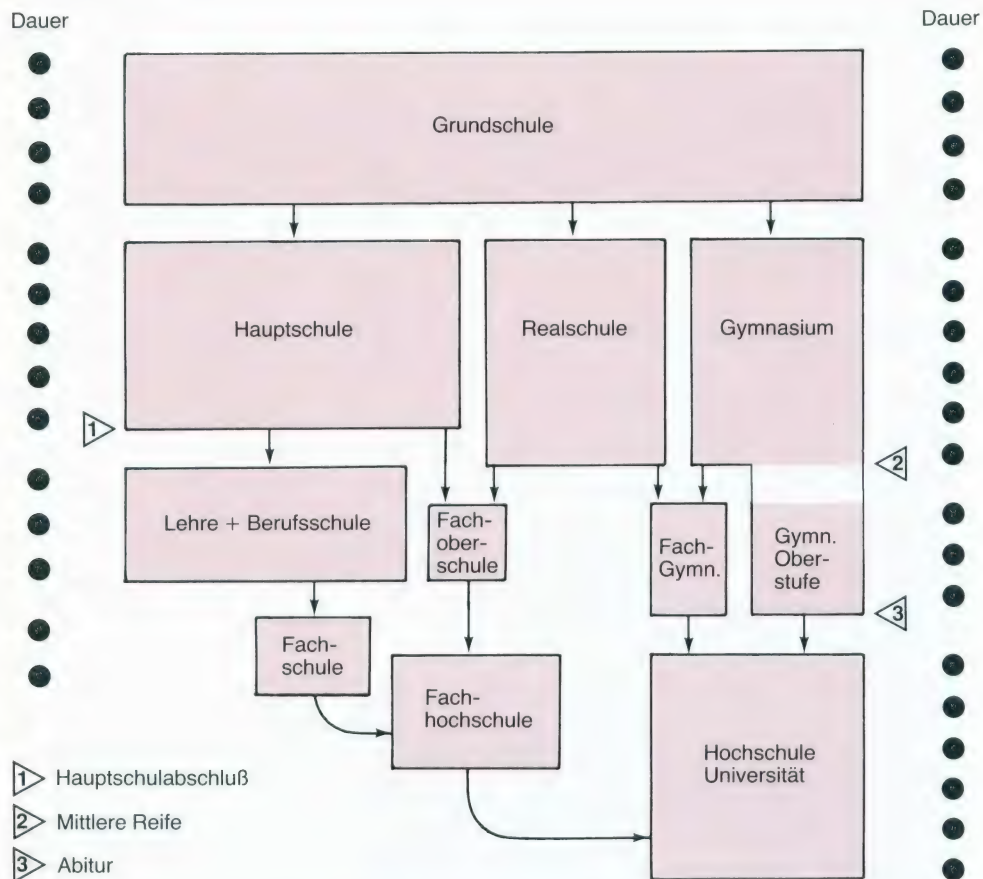 Dauer
Dauer
Grundschule
Hauptschule
Realschule
Gymnasium
1
2
Lehre + Berufsschule
Fach-
ober-
schule
Fach-
Gymn.
Gymn.
Ober-
stufe
3
Fach-
schule
Fach-
hochschule
Hochschule
Universität
1 Hauptschulabschluß
2 Mittlere Reife
3 Abitur